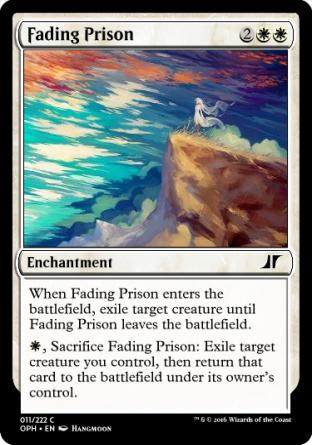 Fading Prison 2
Enchantment
When Fading Prison enters the
battlefield, exile target creature until
Fading Prison leaves the battlefield.
, Sacrifice Fading Prison: Exile target
creature you control, then return that
card to the battlefield under its owner's
control.
011/222 C
OPH • EN HANGMOON
™ & © 2016 Wizards of the Coast